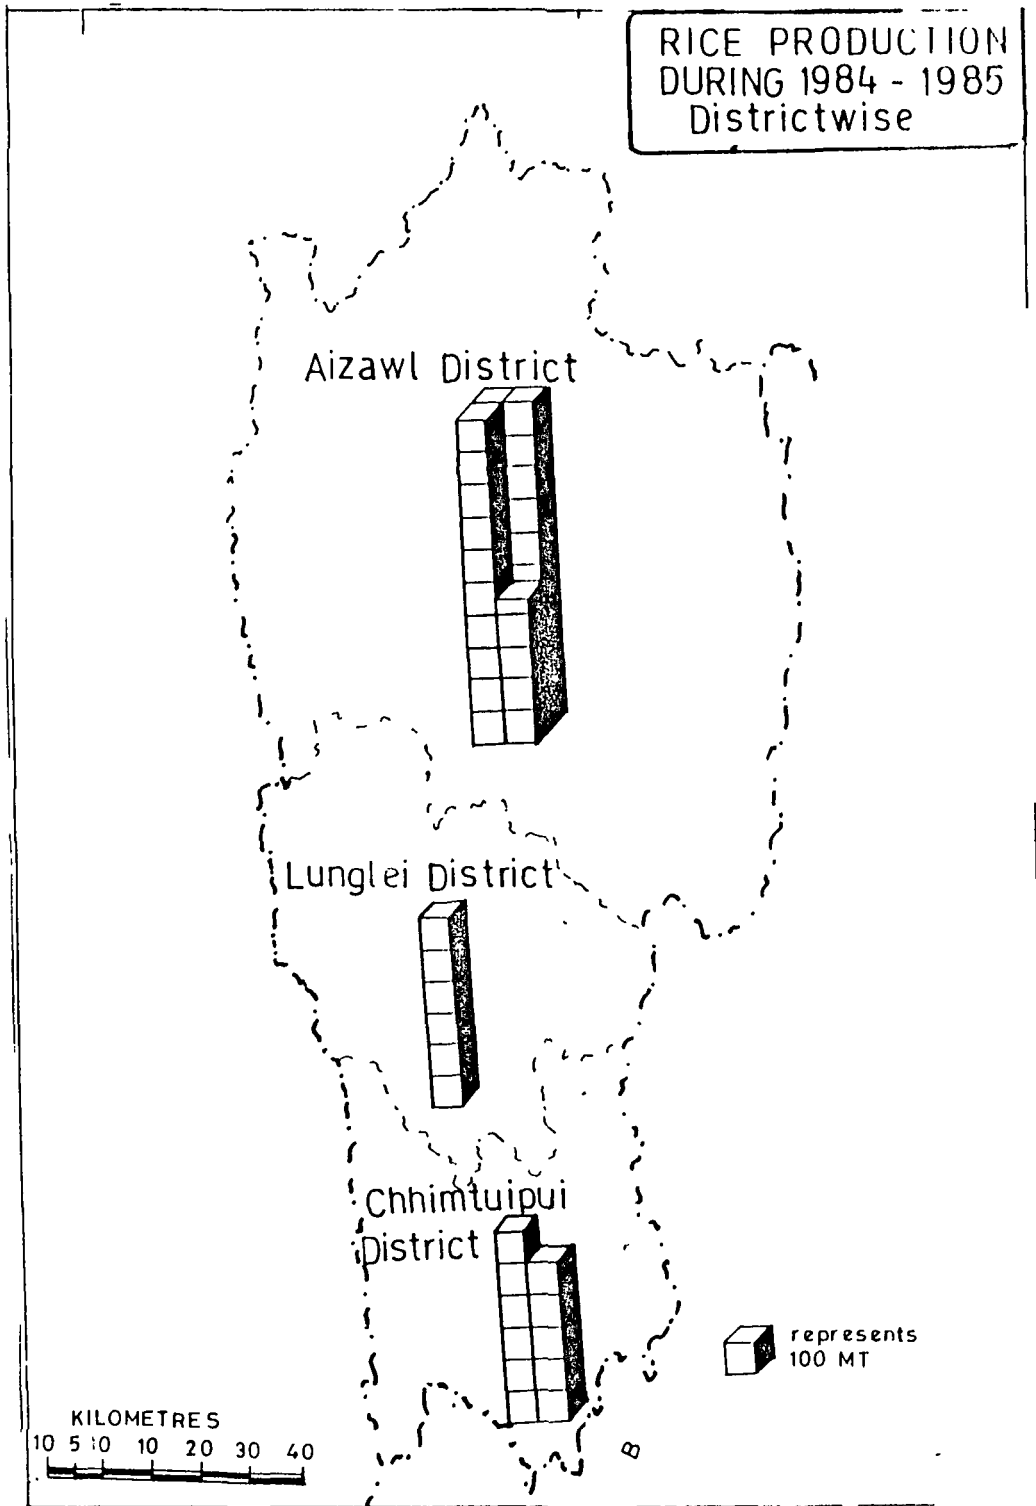 RICE PRODUCTION
DURING 1984 - 1985
Districtwise
Aizawl District
Lunglei District
Chhimtuipui
District
represents
100 MT
KILOMETRES
10 5 0 10 20 30 40
B